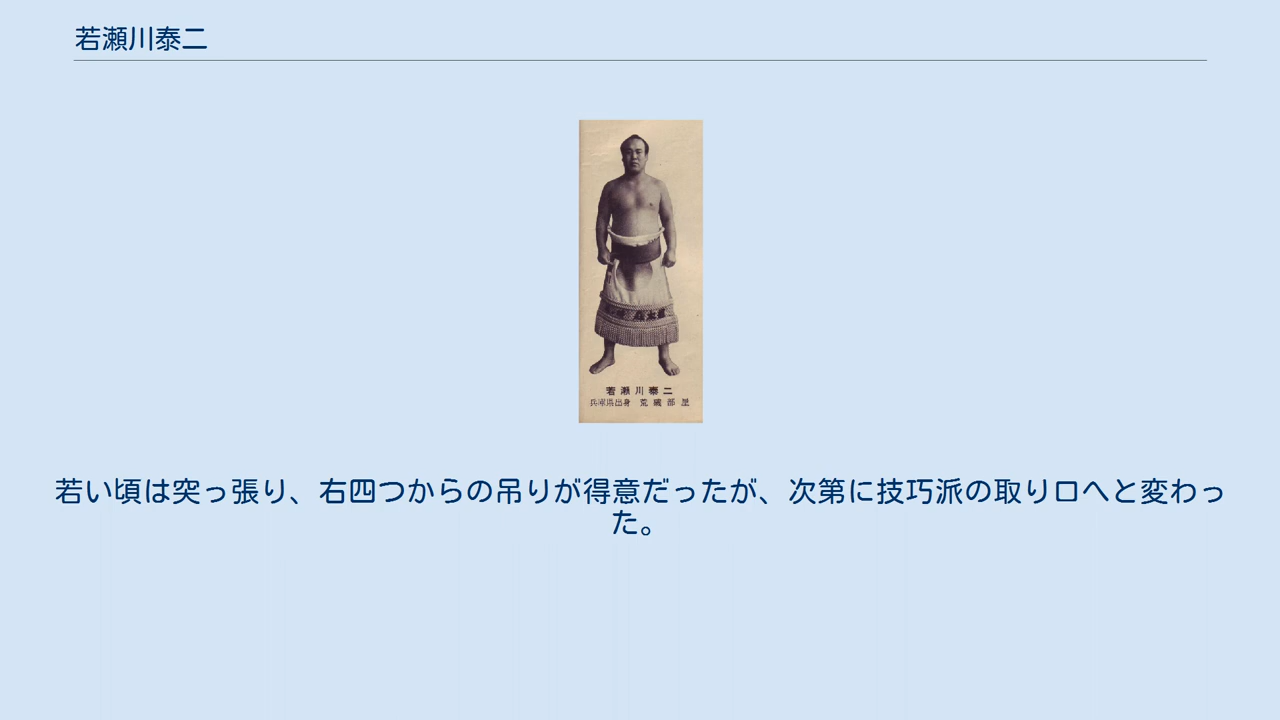 若瀬川泰二
若瀬川泰二
兵庫県出身 荒磯部屋
若い頃は突っ張り、右四つからの吊りが得意だったが、次第に技巧派の取り口へと変わっ
た。